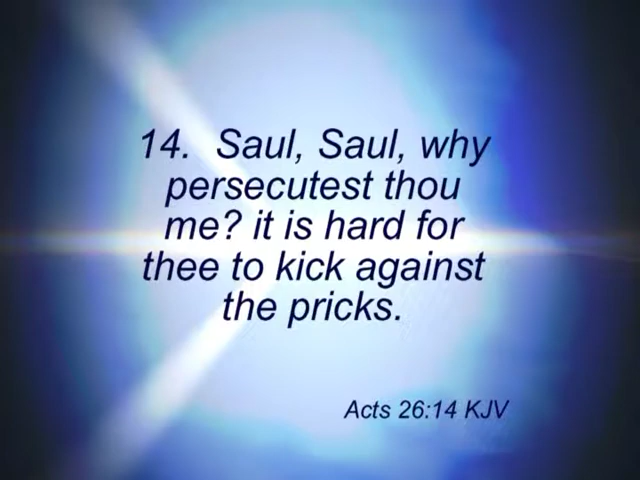 14. Saul, Saul, why
persecutest thou
me? it is hard for
thee to kick against
the pricks.
Acts 26:14 KJV